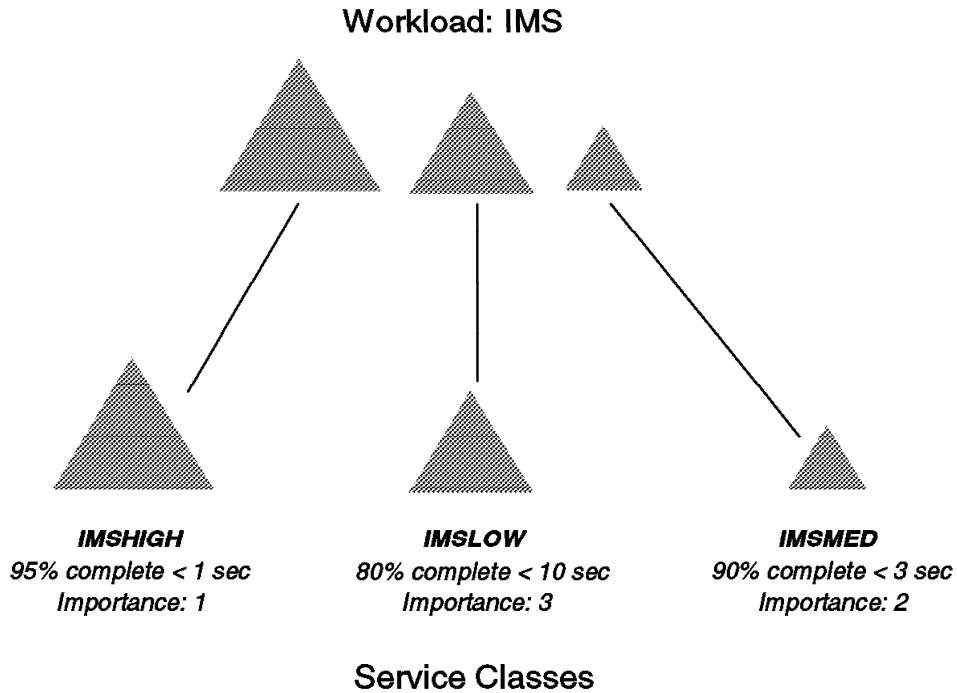 Workload: IMS
IMSHIGH
95% complete < 1 sec
Importance: 1
IMSLOW
80% complete < 10 sec
Importance: 3
IMSMED
90% complete < 3 sec
Importance: 2
Service Classes